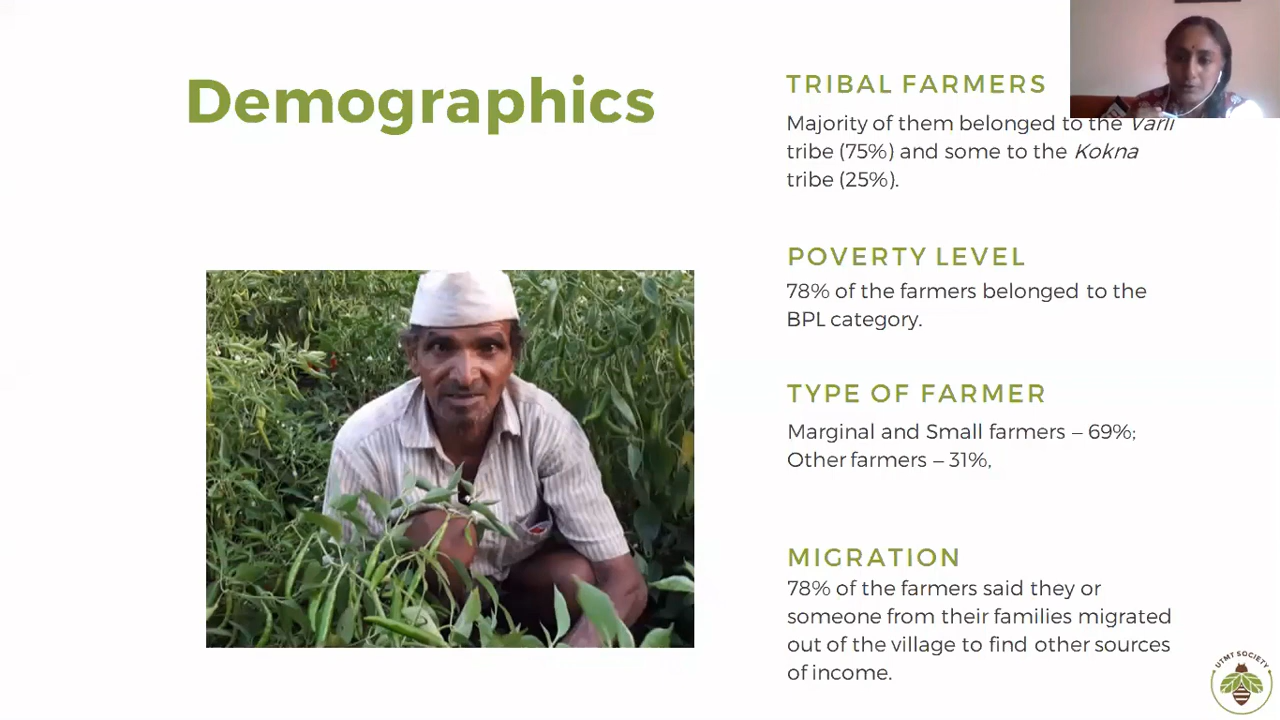 Demographics
TRIBAL FARMERS
Majority of them belonged to the Varli
tribe (75%) and some to the Kokna
tribe (25%).
POVERTY LEVEL
78% of the farmers belonged to the
BPL category.
TYPE OF FARMER
Marginal and Small farmers – 69%;
Other farmers – 31%,
MIGRATION
78% of the farmers said they or
someone from their families migrated
out of the village to find other sources
of income.
UTMT SOCIETY